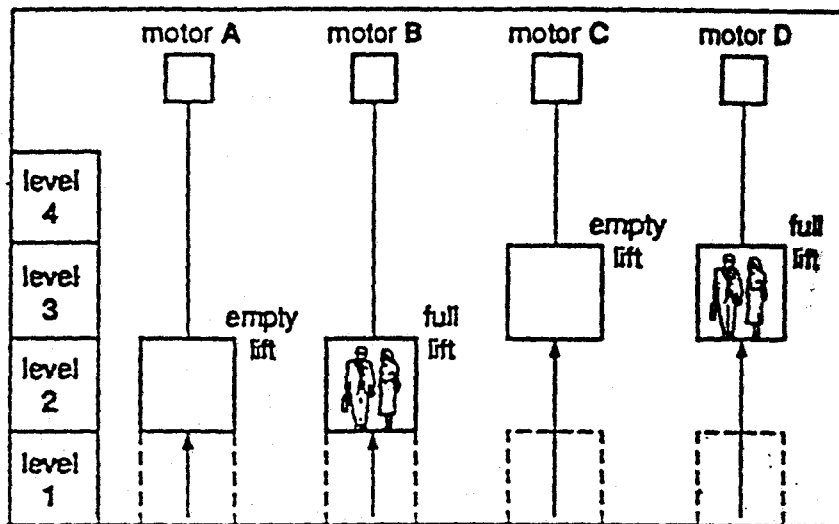 motor A
motor B
motor C
motor D
level
4
empty
lift
full
lift
level
3
empty
lift
full
lift
level
2
level
1